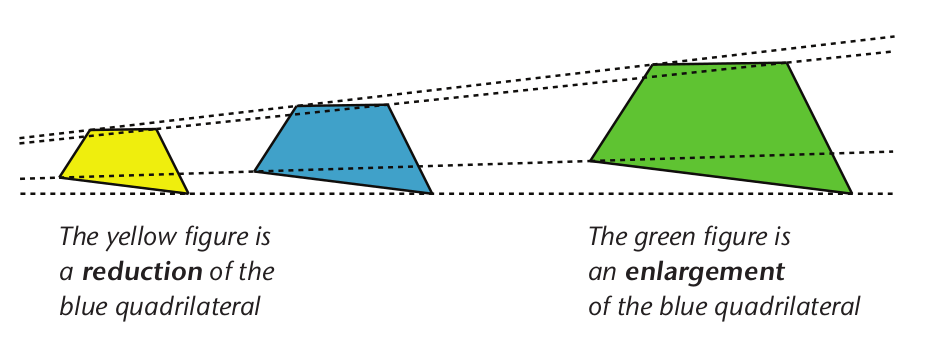 The yellow figure is
a reduction of the
blue quadrilateral
The green figure is
an enlargement
of the blue quadrilateral